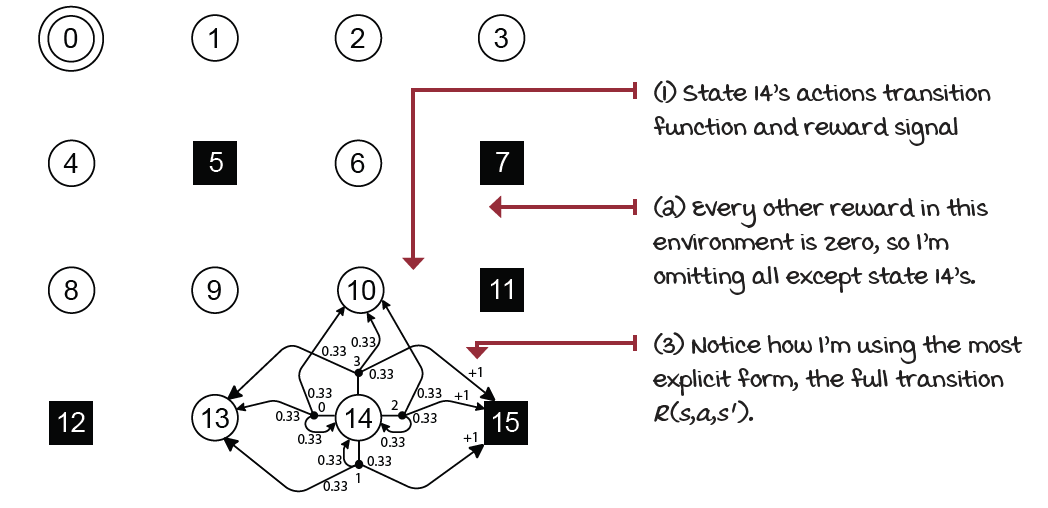 0 1 2 3
(1) State 14's actions transition
function and reward signal
4 5 6 7
(2) Every other reward in this
environment is zero, so I'm
omitting all except state 14's.
8 9 10 11
0.33
0.33
3
0.33
(3) Notice how I'm using the most
explicit form, the full transition
R(s,a,s').
+1
0.33
0.33
+1
12 13 0.33 0 14 2 0.33 15
0.33
0.33
+1
0.33
0.33
1
0.33